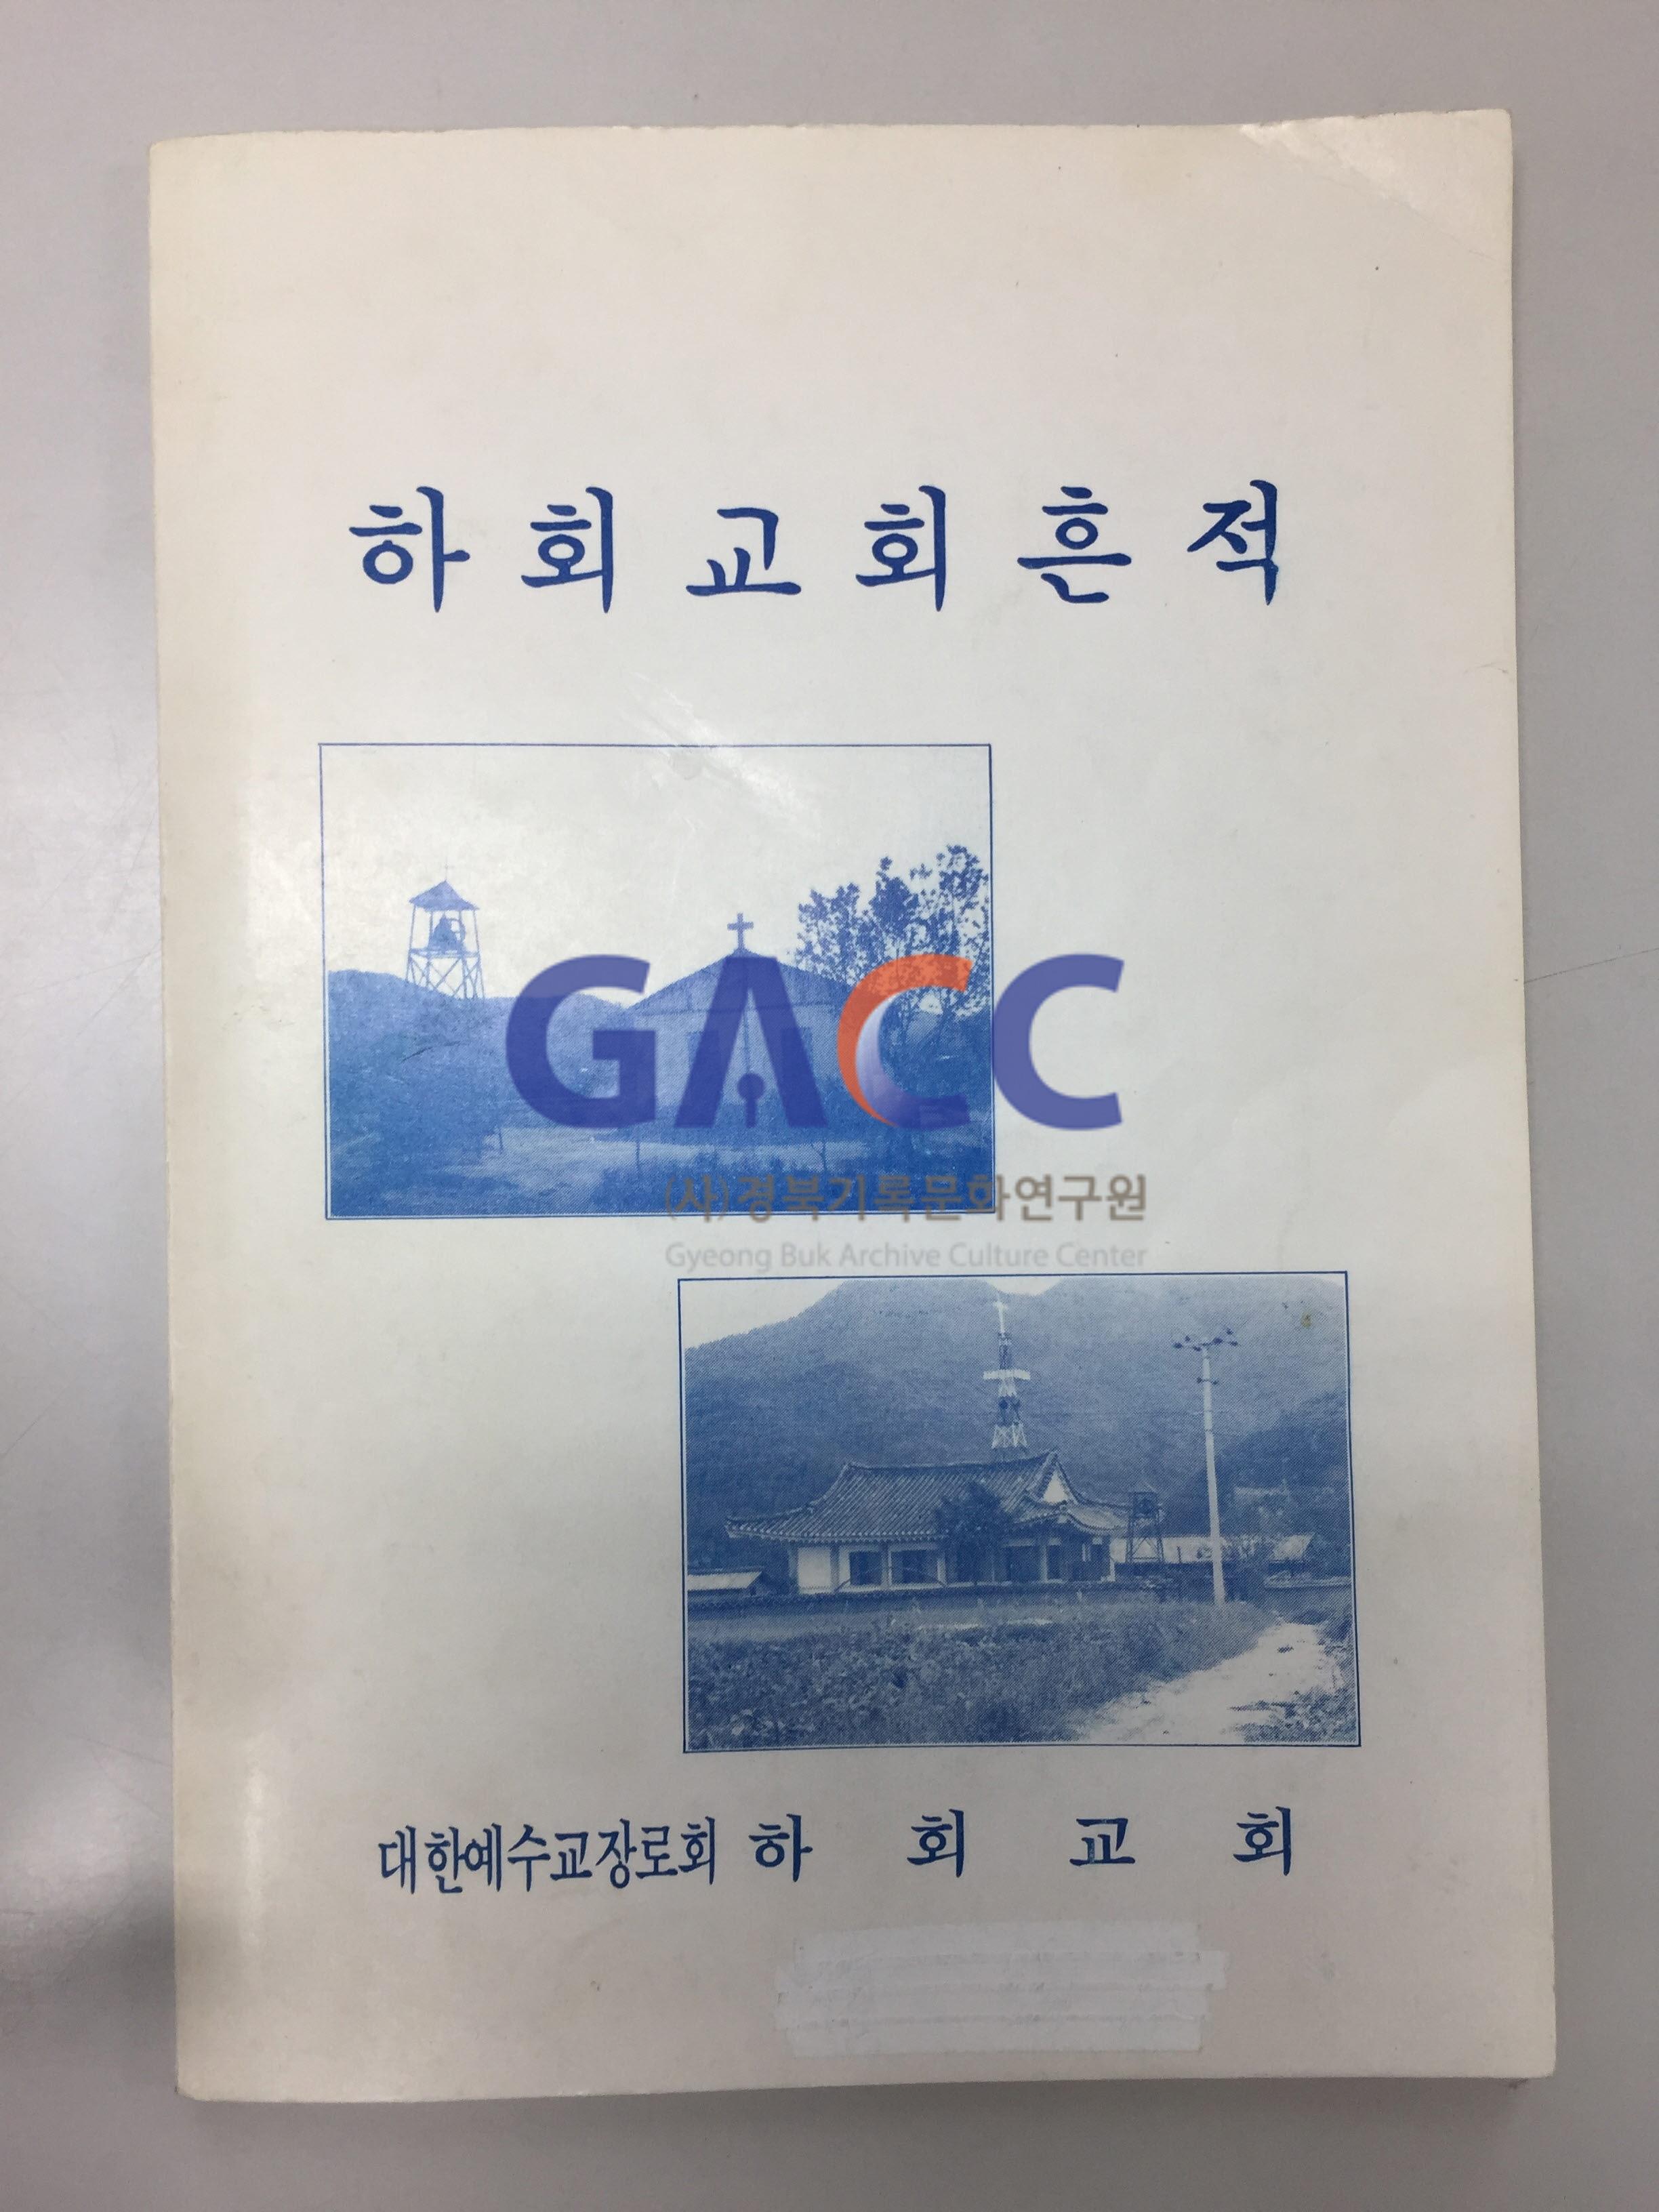 하회교회흔적
GACC
(사)경북기록문화연구원
Gyeong Buk Archive Culture Center
대한예수교장로회 하 회 교 회